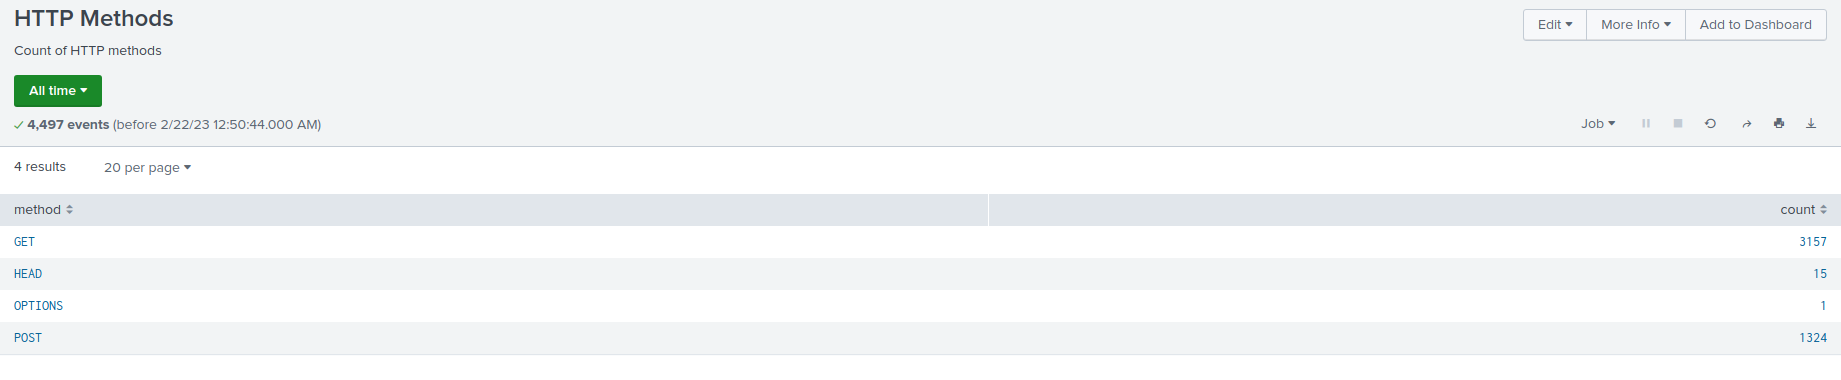 HTTP Methods
Edit More Info Add to Dashboard
Count of HTTP methods
All time
4,497 events (before 2/22/23 12:50:44.000 AM)
Job
4 results 20 per page
method count
GET 3157
HEAD 15
OPTIONS 1
POST 1324